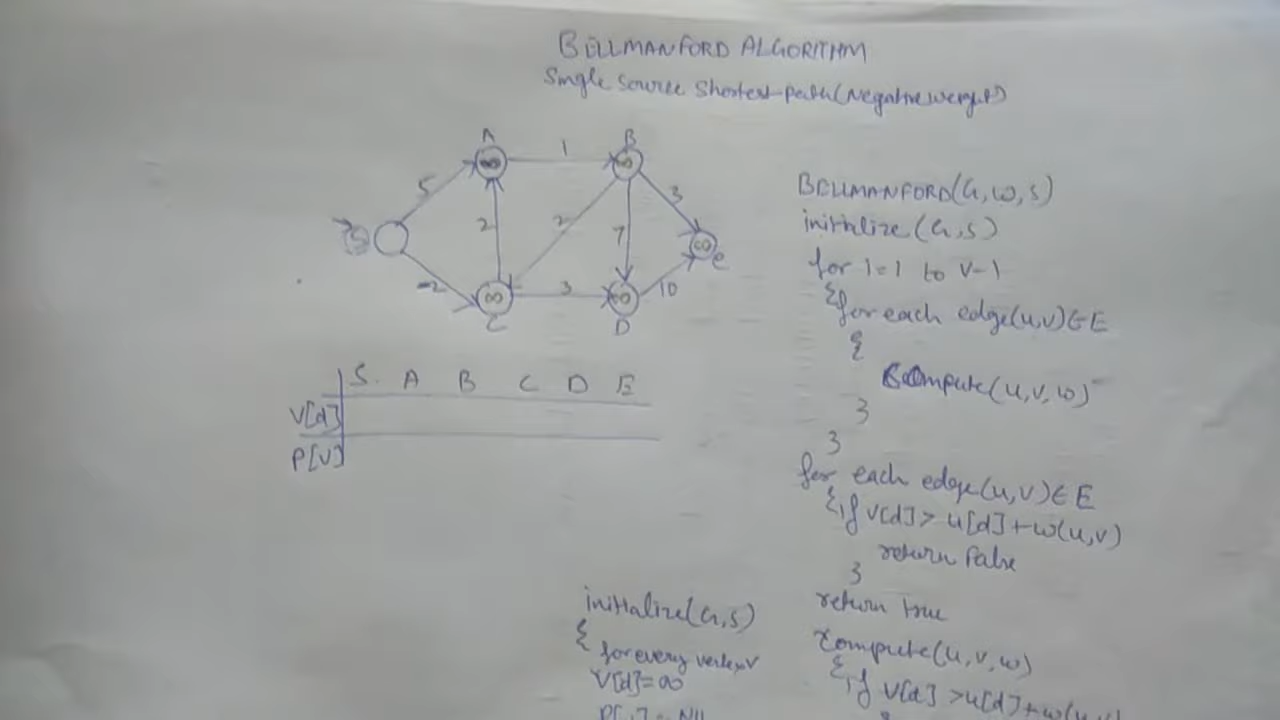 BELLMANFORD ALGORITHM
Single Source Shortest-path(Negative weight)
A 1 B
5 2 2 7 3
S
-2 3 10
∞ ∞ ∞ ∞ ∞
C D e
S. A B C D E
V[d]
P[V]
BELLMANFORD(G,w,s)
initialize(G,s)
for i=1 to v-1
{for each edge(u,v)∈E
{
Compute(u,v,w)
}
}
for each edge(u,v)∈E
{if v[d]>u[d]+w(u,v)
return False
}
return true
initialize(G,s)
{
for every vertex v
V[d]=∞
Compute(u,v,w)
{if v[d]>u[d]+w(u,v)
{